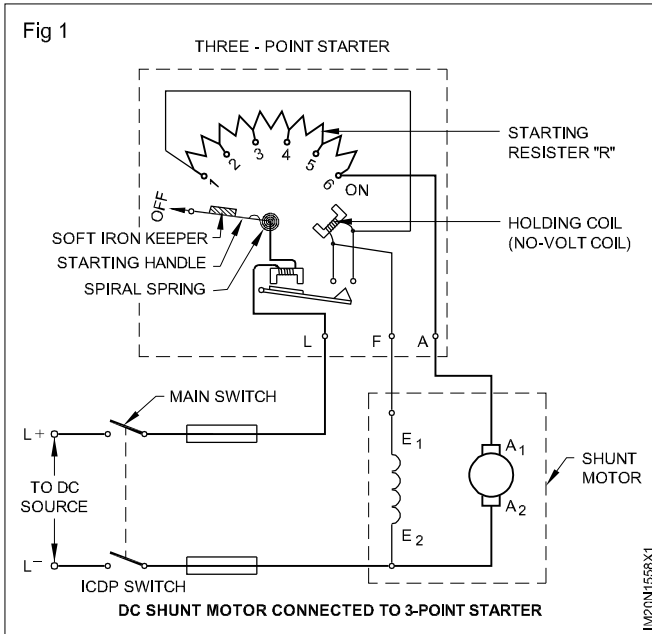 Fig 1
THREE - POINT STARTER
1
2
3
4
5
6
ON
OFF
STARTING
RESISTER "R"
HOLDING COIL
(NO-VOLT COIL)
SOFT IRON KEEPER
STARTING HANDLE
SPIRAL SPRING
L
F
A
MAIN SWITCH
L+
TO DC
SOURCE
L-
ICDP SWITCH
E1
E2
A1
A2
SHUNT
MOTOR
DC SHUNT MOTOR CONNECTED TO 3-POINT STARTER
IM20N1558X1